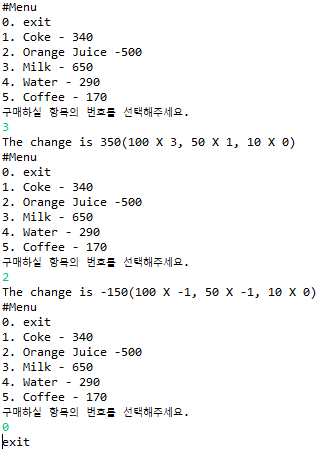 #Menu
0. exit
1. Coke - 340
2. Orange Juice -500
3. Milk - 650
4. Water - 290
5. Coffee - 170
구매하실 항목의 번호를 선택해주세요.
3
The change is 350(100 X 3, 50 X 1, 10 X 0)
#Menu
0. exit
1. Coke - 340
2. Orange Juice -500
3. Milk - 650
4. Water - 290
5. Coffee - 170
구매하실 항목의 번호를 선택해주세요.
2
The change is -150(100 X -1, 50 X -1, 10 X 0)
#Menu
0. exit
1. Coke - 340
2. Orange Juice -500
3. Milk - 650
4. Water - 290
5. Coffee - 170
구매하실 항목의 번호를 선택해주세요.
0
exit